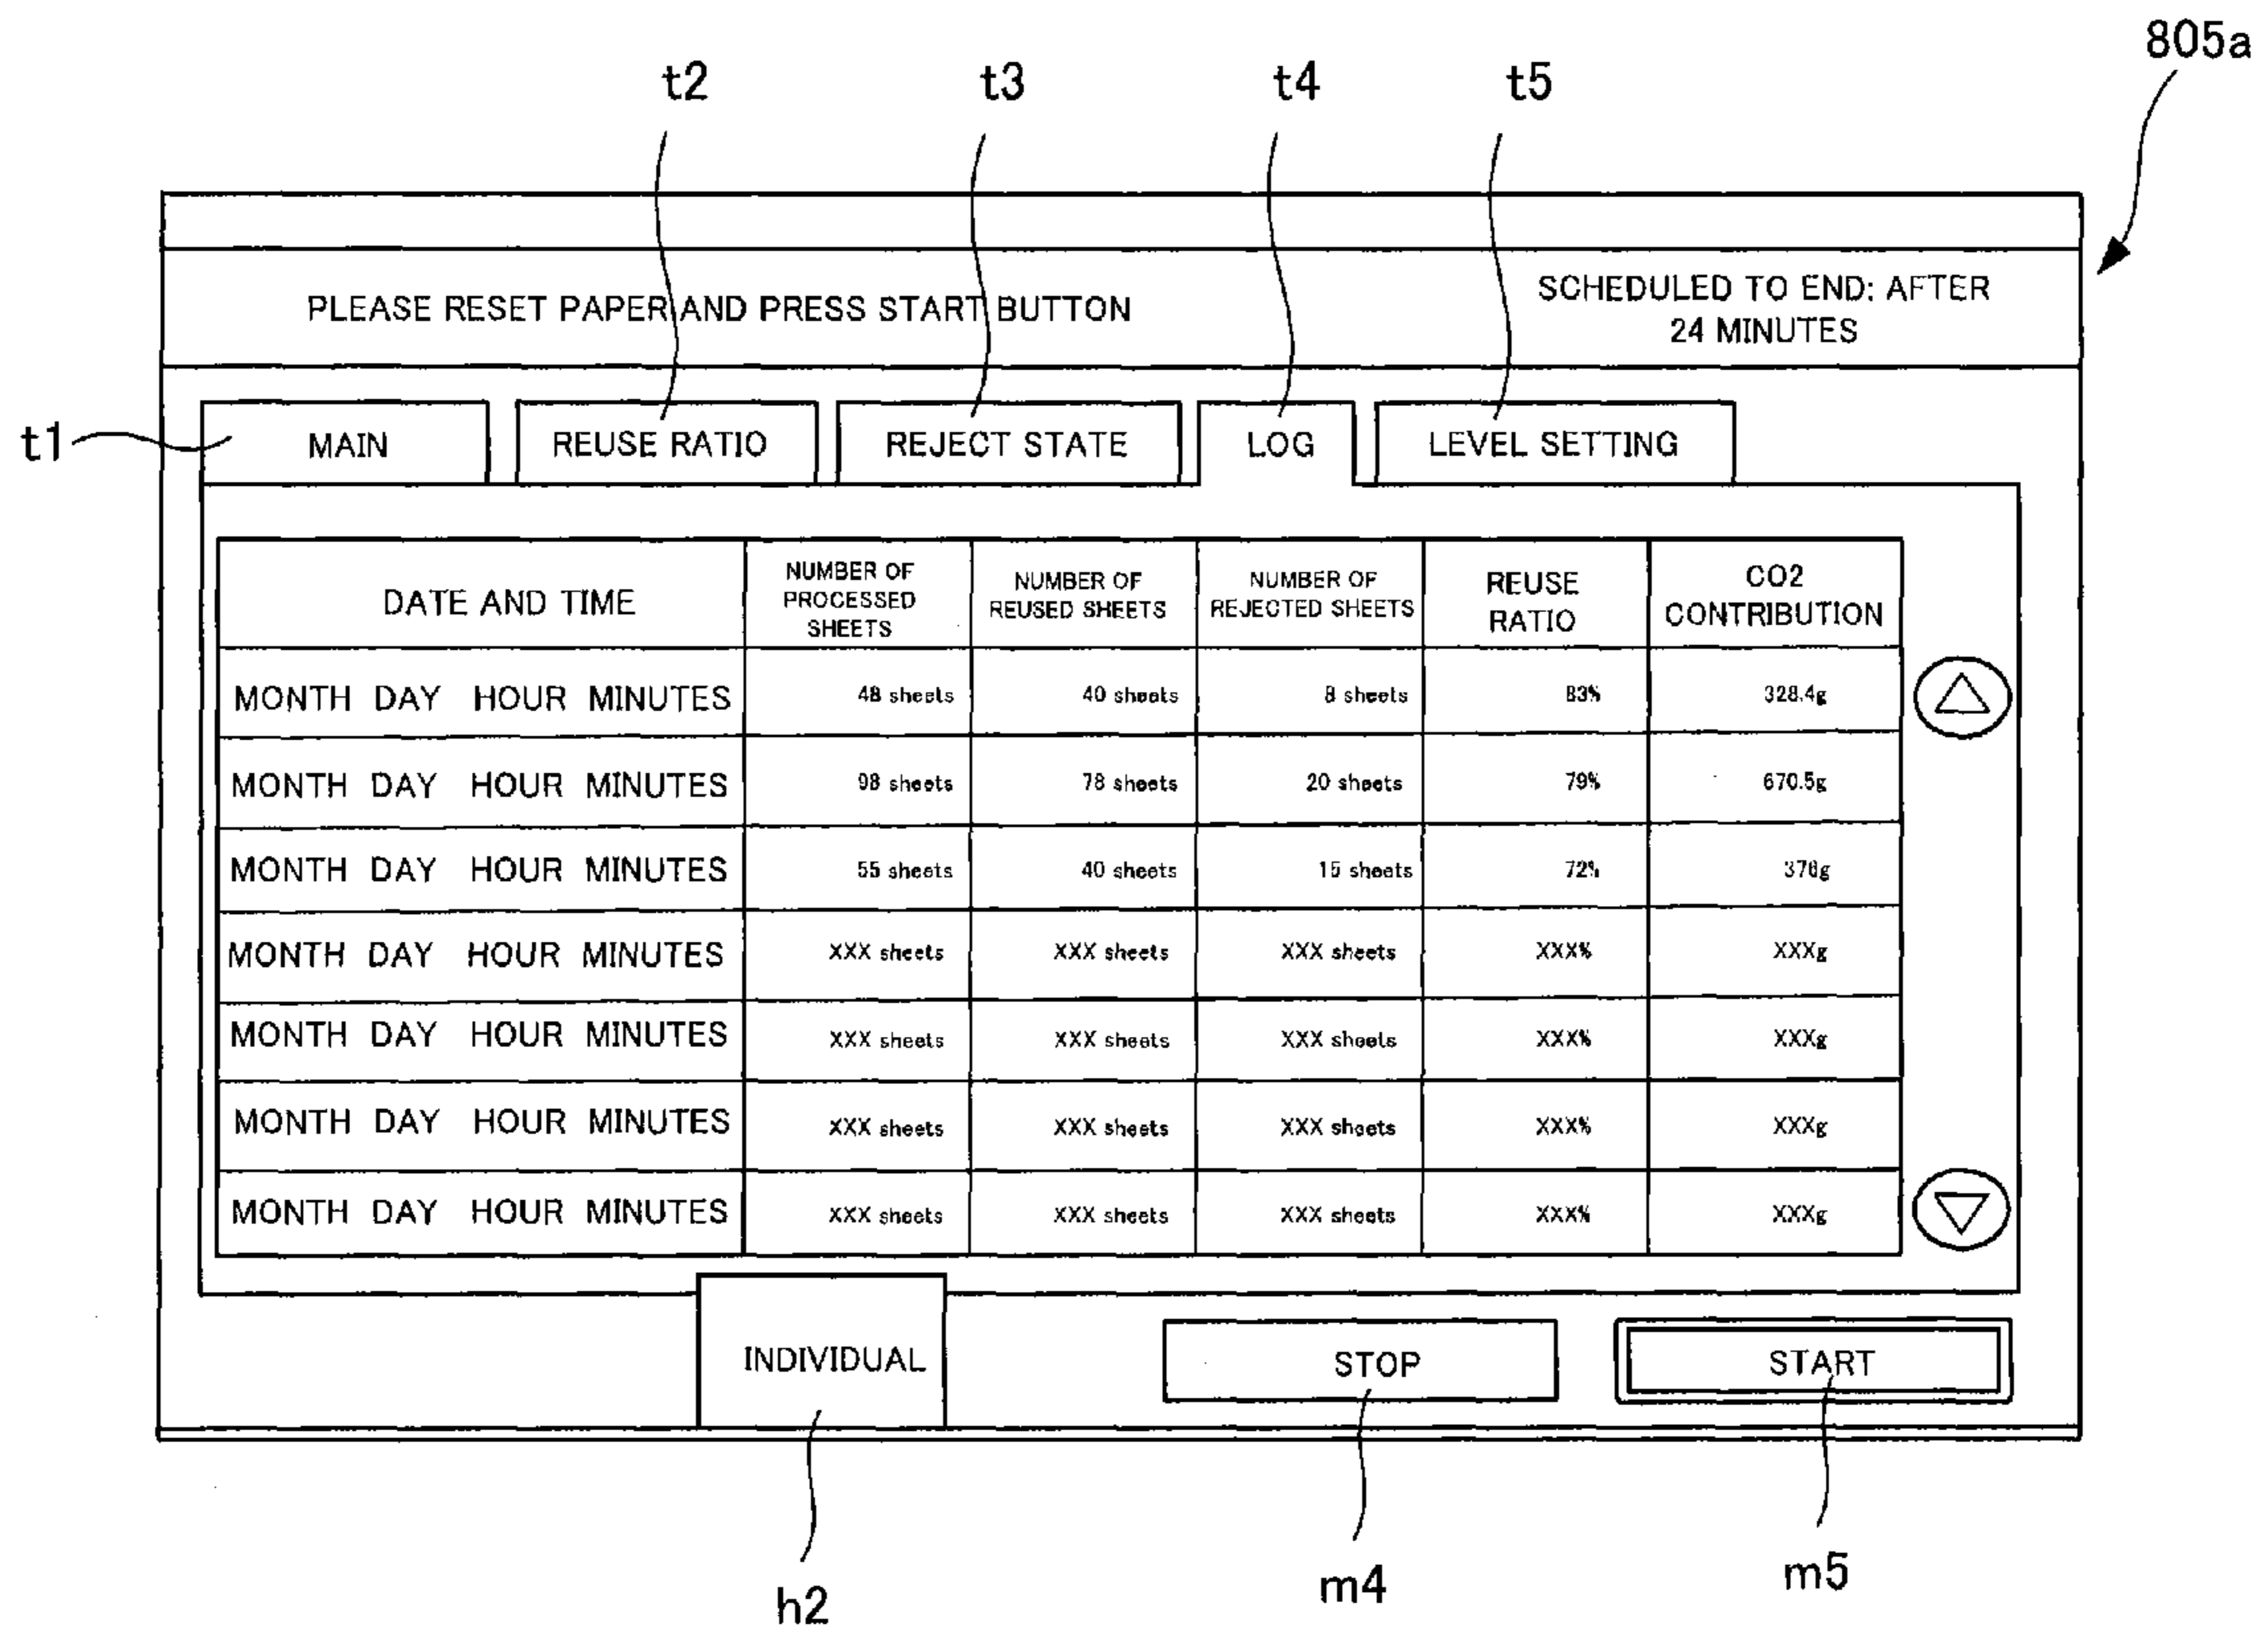 805a
t2 t3 t4 t5
PLEASE RESET PAPER AND PRESS START BUTTON
SCHEDULED TO END: AFTER
24 MINUTES
t1
MAIN REUSE RATIO REJECT STATE LOG LEVEL SETTING
DATE AND TIME
NUMBER OF
PROCESSED
SHEETS
NUMBER OF
REUSED SHEETS
NUMBER OF
REJECTED SHEETS
REUSE
RATIO
CO2
CONTRIBUTION
MONTH DAY HOUR MINUTES 48 sheets 40 sheets 8 sheets 83% 328.4g
MONTH DAY HOUR MINUTES 98 sheets 78 sheets 20 sheets 79% 670.5g
MONTH DAY HOUR MINUTES 55 sheets 40 sheets 15 sheets 72% 376g
MONTH DAY HOUR MINUTES XXX sheets XXX sheets XXX sheets XXX% XXXg
MONTH DAY HOUR MINUTES XXX sheets XXX sheets XXX sheets XXX% XXXg
MONTH DAY HOUR MINUTES XXX sheets XXX sheets XXX sheets XXX% XXXg
MONTH DAY HOUR MINUTES XXX sheets XXX sheets XXX sheets XXX% XXXg
INDIVIDUAL STOP START
h2 m4 m5